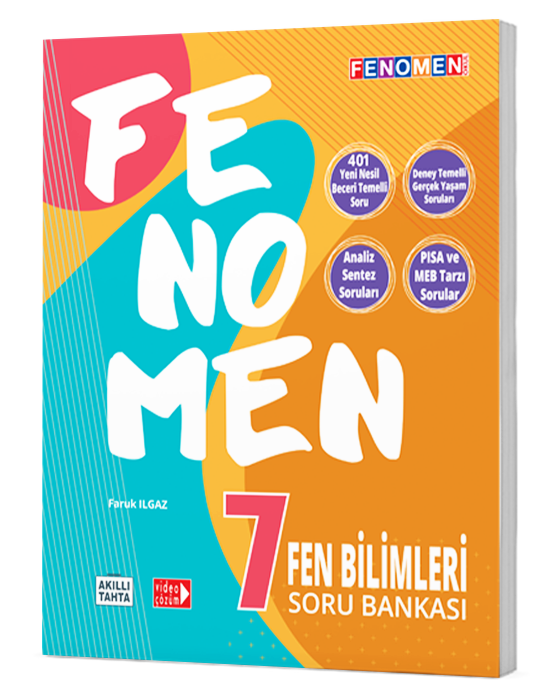 FENOMEN OKUL
FE
NO
MEN
401
Yeni Nesil
Beceri Temelli
Soru
Deney Temelli
Gerçek Yaşam
Soruları
Analiz
Sentez
Soruları
PISA ve
MEB Tarzı
Sorular
Faruk ILGAZ
7
FEN BİLİMLERİ
SORU BANKASI
AKILLI
TAHTA
video
çözüm